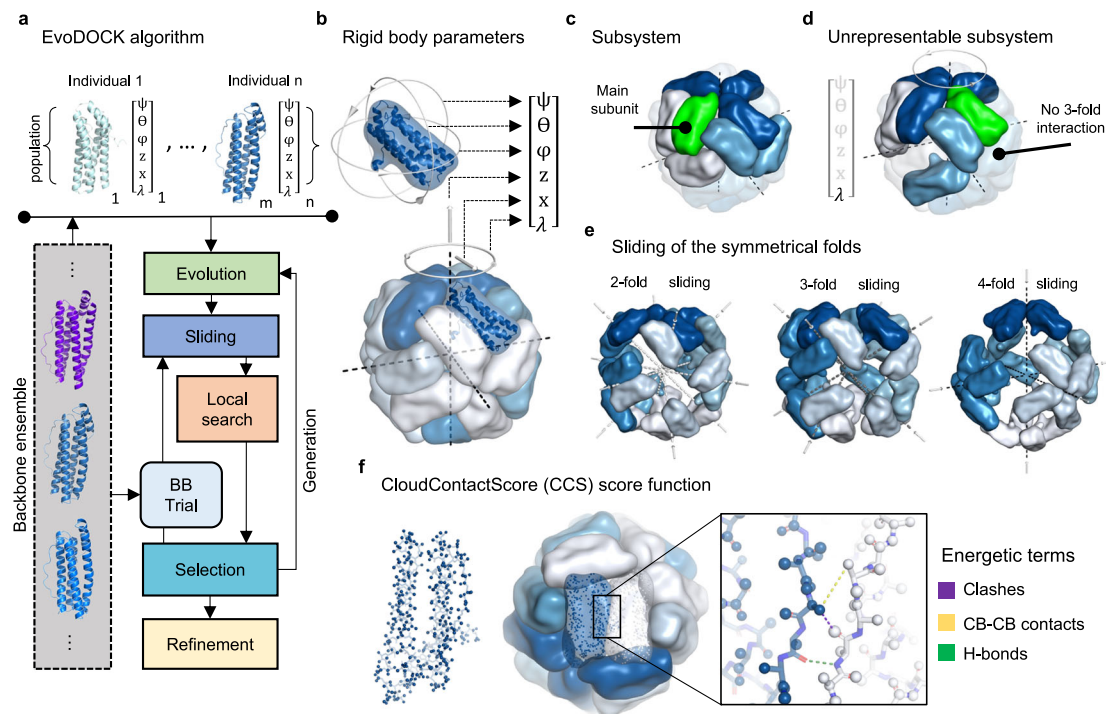 a
EvoDOCK algorithm
Individual 1
Individual n
population
ψ
θ
φ
z
x
λ
1
1
, ... ,
ψ
θ
φ
z
x
λ
m
n
Backbone ensemble
...
...
Evolution
Sliding
Local
search
BB
Trial
Selection
Refinement
Generation
b
Rigid body parameters
ψ
θ
φ
z
x
λ
c
Subsystem
Main
subunit
d
Unrepresentable subsystem
ψ
θ
φ
z
x
λ
No 3-fold
interaction
e
Sliding of the symmetrical folds
2-fold sliding
3-fold sliding
4-fold sliding
f
CloudContactScore (CCS) score function
Energetic terms
Clashes
CB-CB contacts
H-bonds